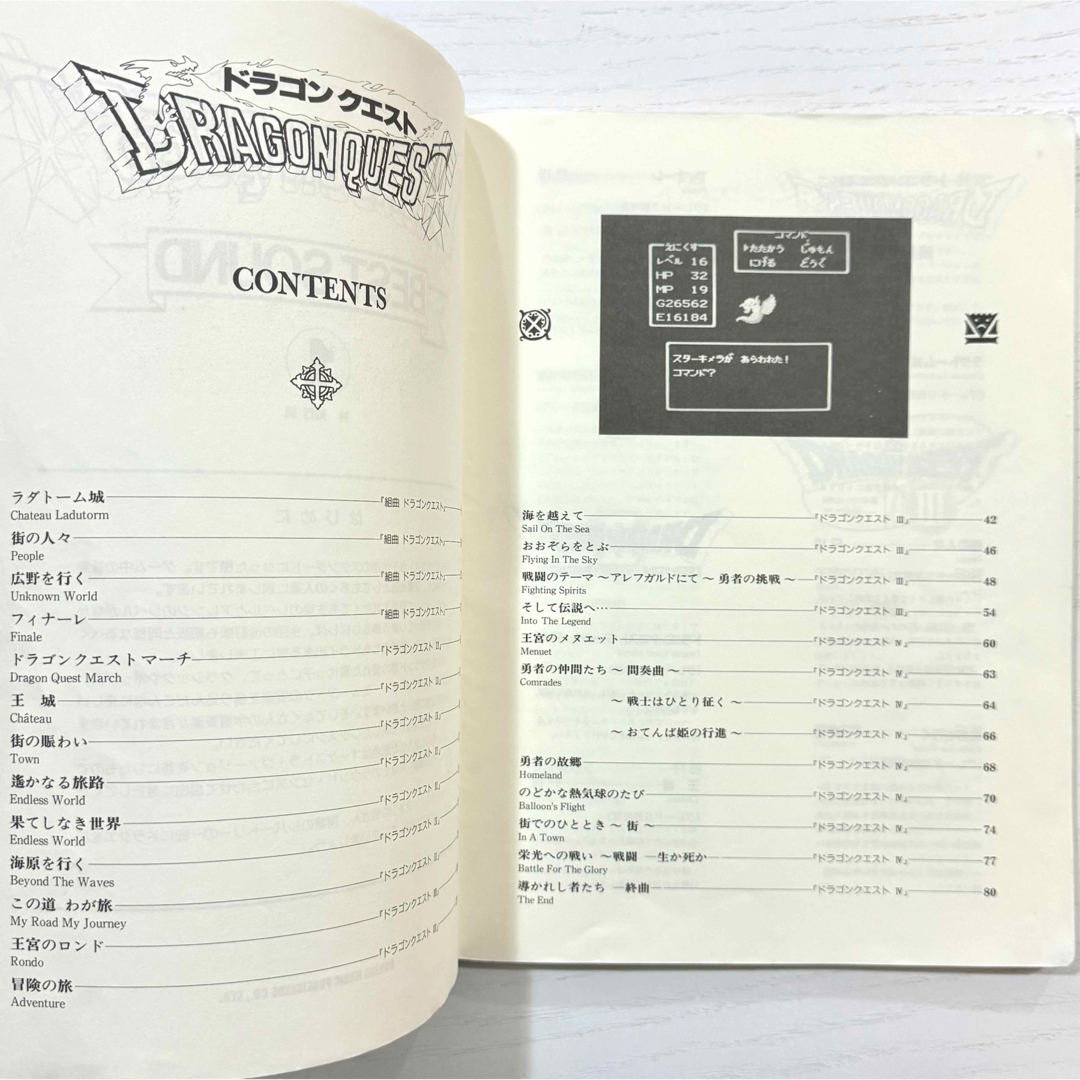 ドラゴンクエスト
DRAGON QUEST
CONTENTS
ラダトーム城 『組曲 ドラゴンクエスト』
Chateau Ladutorm
街の人々 『組曲 ドラゴンクエスト』
People
広野を行く 『組曲 ドラゴンクエスト』
Unknown World
フィナーレ 『組曲 ドラゴンクエスト』
Finale
ドラゴンクエスト マーチ 『ドラゴンクエスト II』
Dragon Quest March
王 城 『ドラゴンクエスト II』
Château
街の賑わい 『ドラゴンクエスト II』
Town
遙かなる旅路 『ドラゴンクエスト II』
Endless World
果てしなき世界 『ドラゴンクエスト II』
Endless World
海原を行く 『ドラゴンクエスト II』
Beyond The Waves
この道 わが旅 『ドラゴンクエスト II』
My Road My Journey
王宮のロンド 『ドラゴンクエスト III』
Rondo
冒険の旅 『ドラゴンクエスト III』
Adventure
コマンド
▶たたかう じゅもん
にげる どうぐ
えにくす
レベル 16
HP 32
MP 19
G26562
E16184
スターキメラが あらわれた!
コマンド?
海を越えて 『ドラゴンクエスト III』 42
Sail On The Sea
おおぞらをとぶ 『ドラゴンクエスト III』 46
Flying In The Sky
戦闘のテーマ ～アレフガルドにて ～ 勇者の挑戦 ～ 『ドラゴンクエスト III』 48
Fighting Spirits
そして伝説へ… 『ドラゴンクエスト III』 54
Into The Legend
王宮のメヌエット 『ドラゴンクエスト IV』 60
Menuet
勇者の仲間たち ～ 間奏曲 ～ 『ドラゴンクエスト IV』 63
Comrades
～ 戦士はひとり征く ～ 『ドラゴンクエスト IV』 64
～ おてんば姫の行進 ～ 『ドラゴンクエスト IV』 66
勇者の故郷 『ドラゴンクエスト IV』 68
Homeland
のどかな熱気球のたび 『ドラゴンクエスト IV』 70
Balloon's Flight
街でのひととき ～ 街 ～ 『ドラゴンクエスト IV』 74
In A Town
栄光への戦い ～戦闘 ―生か死か 『ドラゴンクエスト IV』 77
Battle For The Glory
導かれし者たち ―終曲 『ドラゴンクエスト IV』 80
The End